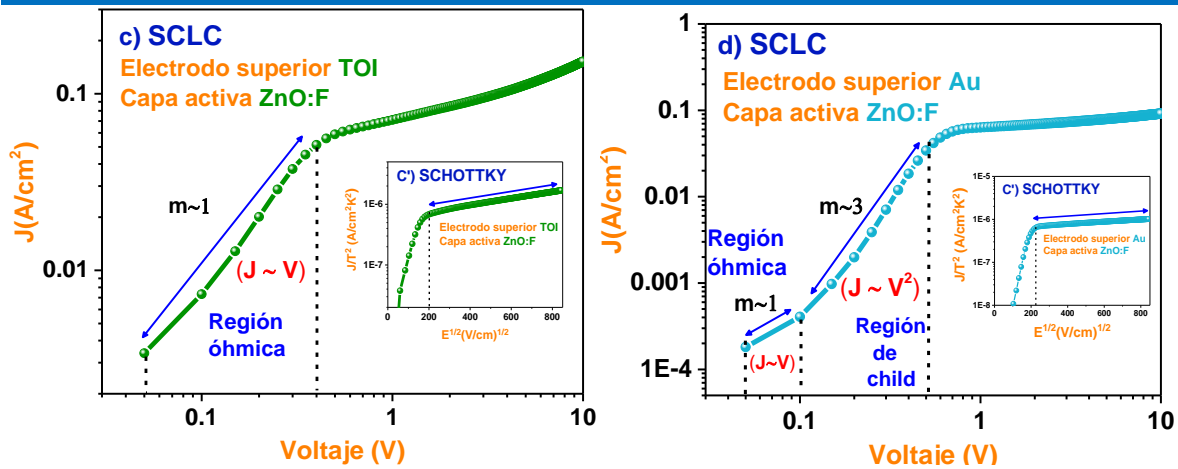 c) SCLC
Electrodo superior TOI
Capa activa ZnO:F
J(A/cm²)
0.1
0.01
m~1
(J ~ V)
Región
óhmica
0.1
1
10
Voltaje (V)
C') SCHOTTKY
Electrodo superior TOI
Capa activa ZnO:F
J/T² (A/cm²K²)
1E-6
1E-7
0
200
400
600
800
E^1/2(V/cm)^1/2
d) SCLC
Electrodo superior Au
Capa activa ZnO:F
J(A/cm²)
1
0.1
0.01
0.001
1E-4
Región
óhmica
m~1
(J~V)
m~3
(J ~ V²)
Región
de
child
0.1
1
10
Voltaje (V)
C') SCHOTTKY
Electrodo superior Au
Capa activa ZnO:F
J/T² (A/cm²K²)
1E-5
1E-6
1E-7
1E-8
0
200
400
600
800
E^1/2(V/cm)^1/2